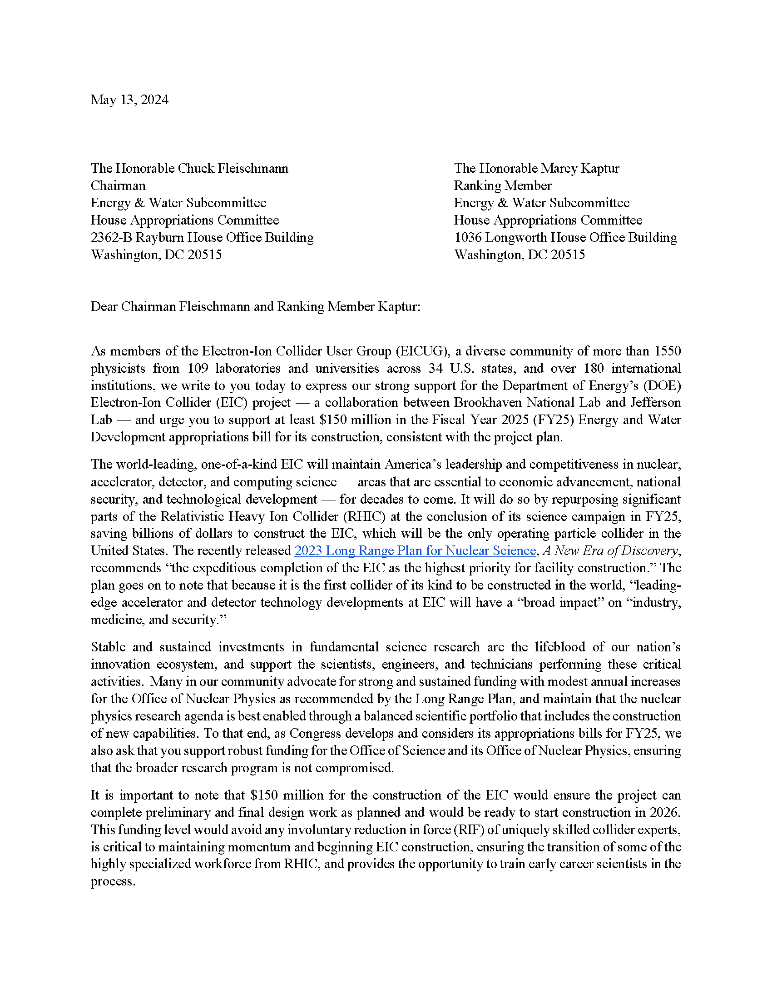 May 13, 2024
The Honorable Chuck Fleischmann
Chairman
Energy & Water Subcommittee
House Appropriations Committee
2362-B Rayburn House Office Building
Washington, DC 20515
The Honorable Marcy Kaptur
Ranking Member
Energy & Water Subcommittee
House Appropriations Committee
1036 Longworth House Office Building
Washington, DC 20515
Dear Chairman Fleischmann and Ranking Member Kaptur:
As members of the Electron-Ion Collider User Group (EICUG), a diverse community of more than 1550
physicists from 109 laboratories and universities across 34 U.S. states, and over 180 international
institutions, we write to you today to express our strong support for the Department of Energy’s (DOE)
Electron-Ion Collider (EIC) project — a collaboration between Brookhaven National Lab and Jefferson
Lab — and urge you to support at least $150 million in the Fiscal Year 2025 (FY25) Energy and Water
Development appropriations bill for its construction, consistent with the project plan.
The world-leading, one-of-a-kind EIC will maintain America’s leadership and competitiveness in nuclear,
accelerator, detector, and computing science — areas that are essential to economic advancement, national
security, and technological development — for decades to come. It will do so by repurposing significant
parts of the Relativistic Heavy Ion Collider (RHIC) at the conclusion of its science campaign in FY25,
saving billions of dollars to construct the EIC, which will be the only operating particle collider in the
United States. The recently released 2023 Long Range Plan for Nuclear Science, A New Era of Discovery,
recommends “the expeditious completion of the EIC as the highest priority for facility construction.” The
plan goes on to note that because it is the first collider of its kind to be constructed in the world, “leading-
edge accelerator and detector technology developments at EIC will have a “broad impact” on “industry,
medicine, and security.”
Stable and sustained investments in fundamental science research are the lifeblood of our nation’s
innovation ecosystem, and support the scientists, engineers, and technicians performing these critical
activities. Many in our community advocate for strong and sustained funding with modest annual increases
for the Office of Nuclear Physics as recommended by the Long Range Plan, and maintain that the nuclear
physics research agenda is best enabled through a balanced scientific portfolio that includes the construction
of new capabilities. To that end, as Congress develops and considers its appropriations bills for FY25, we
also ask that you support robust funding for the Office of Science and its Office of Nuclear Physics, ensuring
that the broader research program is not compromised.
It is important to note that $150 million for the construction of the EIC would ensure the project can
complete preliminary and final design work as planned and would be ready to start construction in 2026.
This funding level would avoid any involuntary reduction in force (RIF) of uniquely skilled collider experts,
is critical to maintaining momentum and beginning EIC construction, ensuring the transition of some of the
highly specialized workforce from RHIC, and provides the opportunity to train early career scientists in the
process.